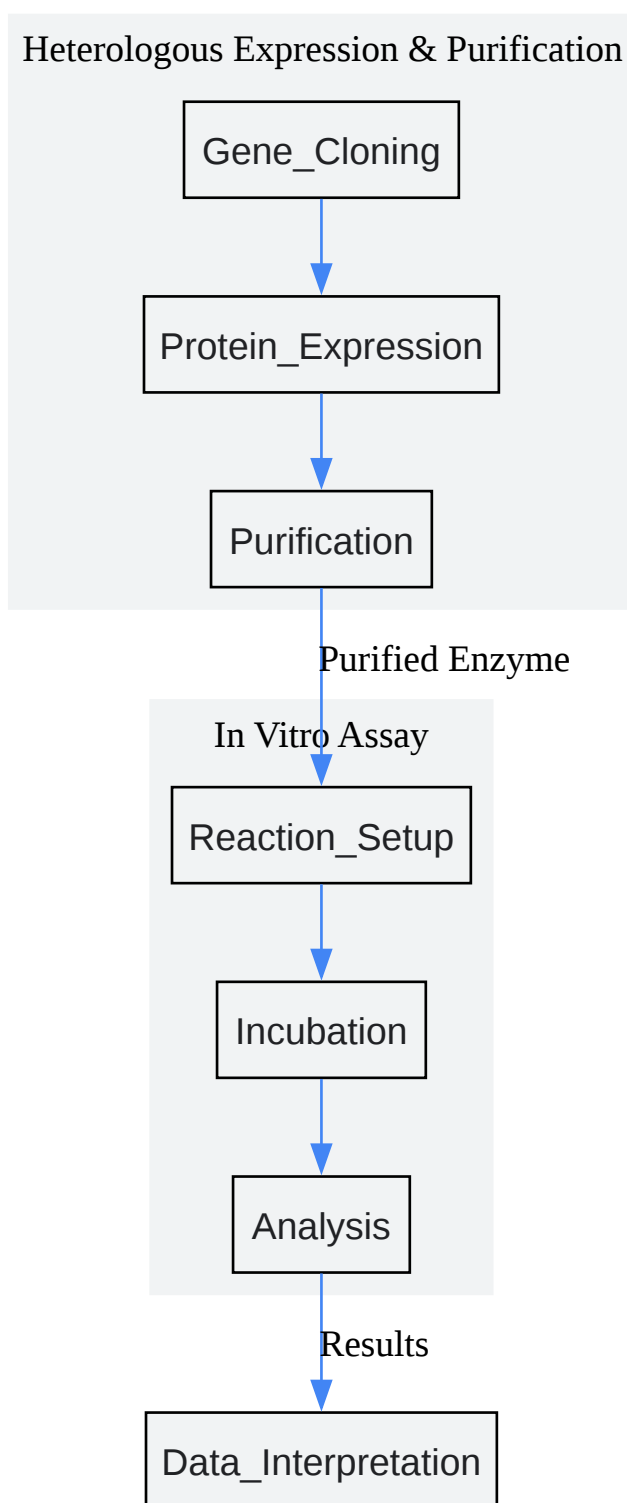 Heterologous Expression & Purification
Gene_Cloning
Protein_Expression
Purification
Purified Enzyme
In Vitro Assay
Reaction_Setup
Incubation
Analysis
Results
Data_Interpretation